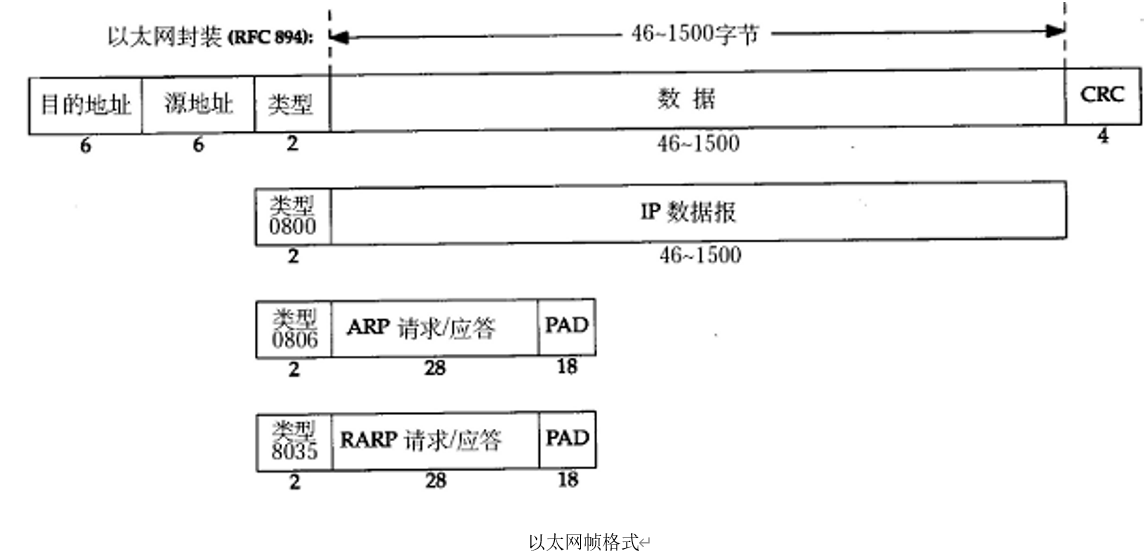 以太网封装 (RFC 894):
46~1500字节
目的地址 源地址 类型 数 据 CRC
6 6 2 46~1500 4
类型 0800 IP 数据报
2 46~1500
类型 0806 ARP 请求/应答 PAD
2 28 18
类型 8035 RARP 请求/应答 PAD
2 28 18
以太网帧格式↵